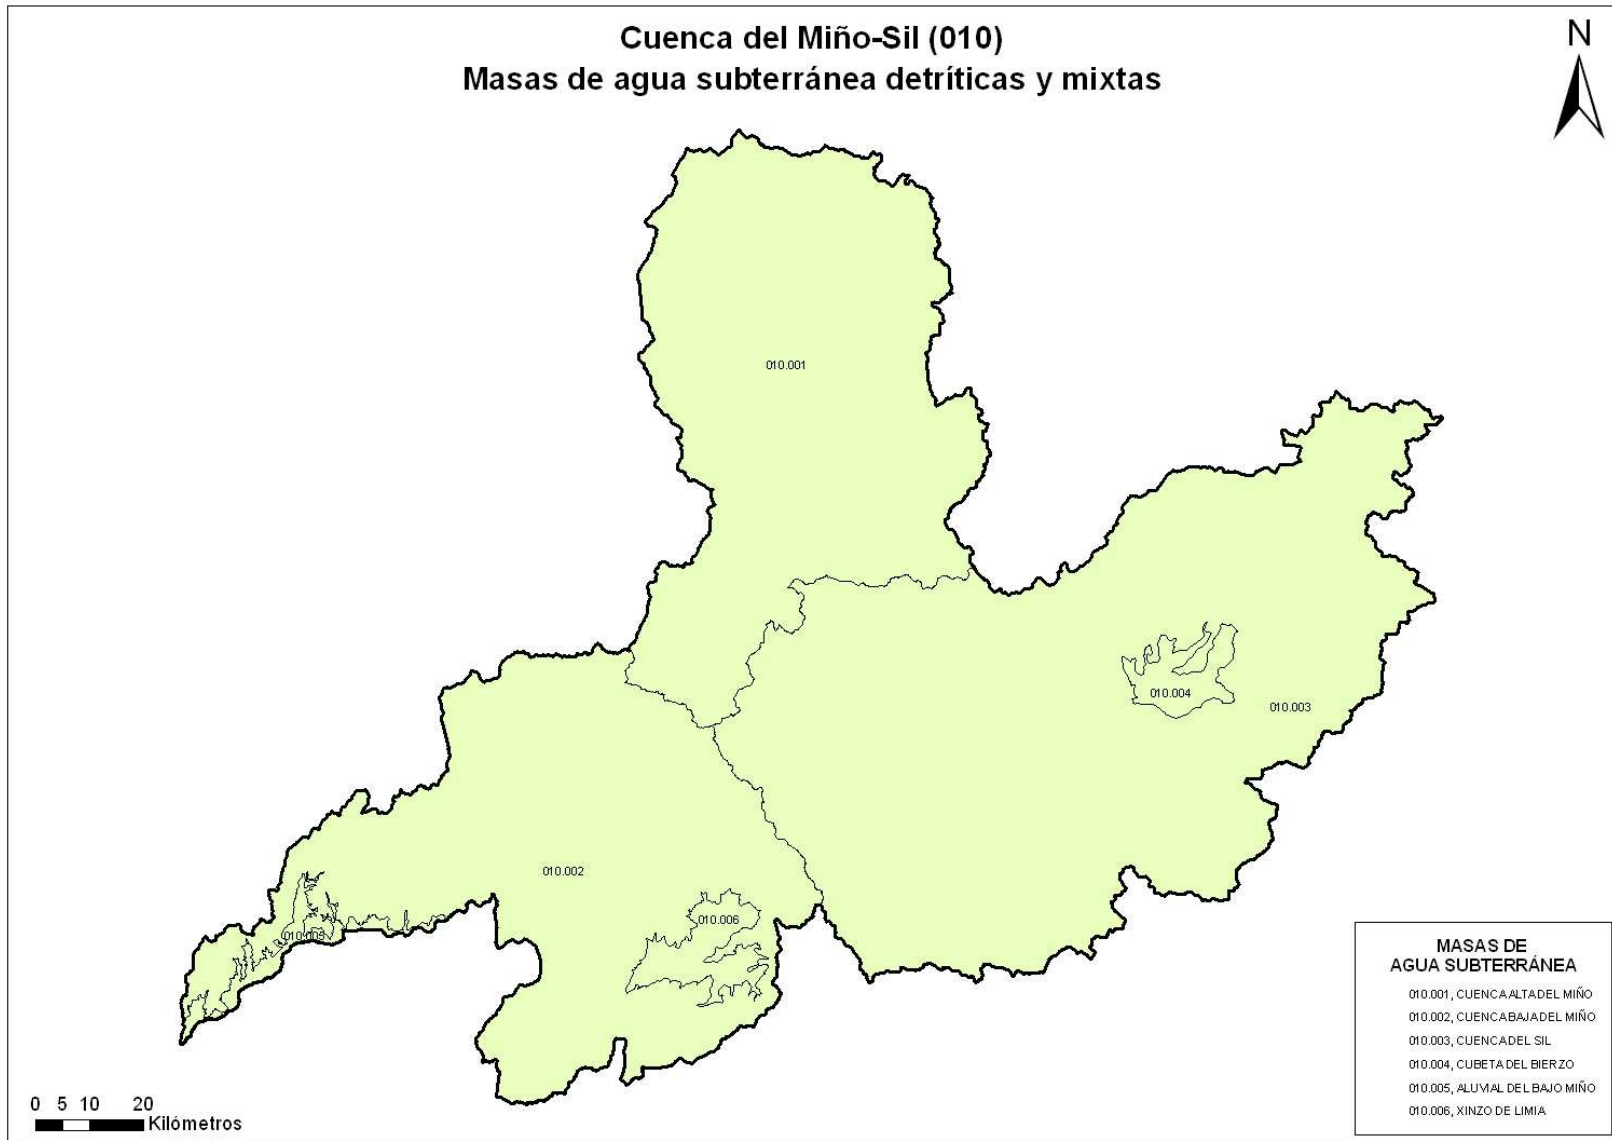 Cuenca del Miño-Sil (010)
Masas de agua subterránea detríticas y mixtas
N
010.001
010.004
010.003
010.002
010.006
010.005
MASAS DE
AGUA SUBTERRÁNEA
010.001, CUENCA ALTA DEL MIÑO
010.002, CUENCA BAJA DEL MIÑO
010.003, CUENCA DEL SIL
010.004, CUBETA DEL BIERZO
010.005, ALUVIAL DEL BAJO MIÑO
010.006, XINZO DE LIMIA
0 5 10 20
Kilómetros